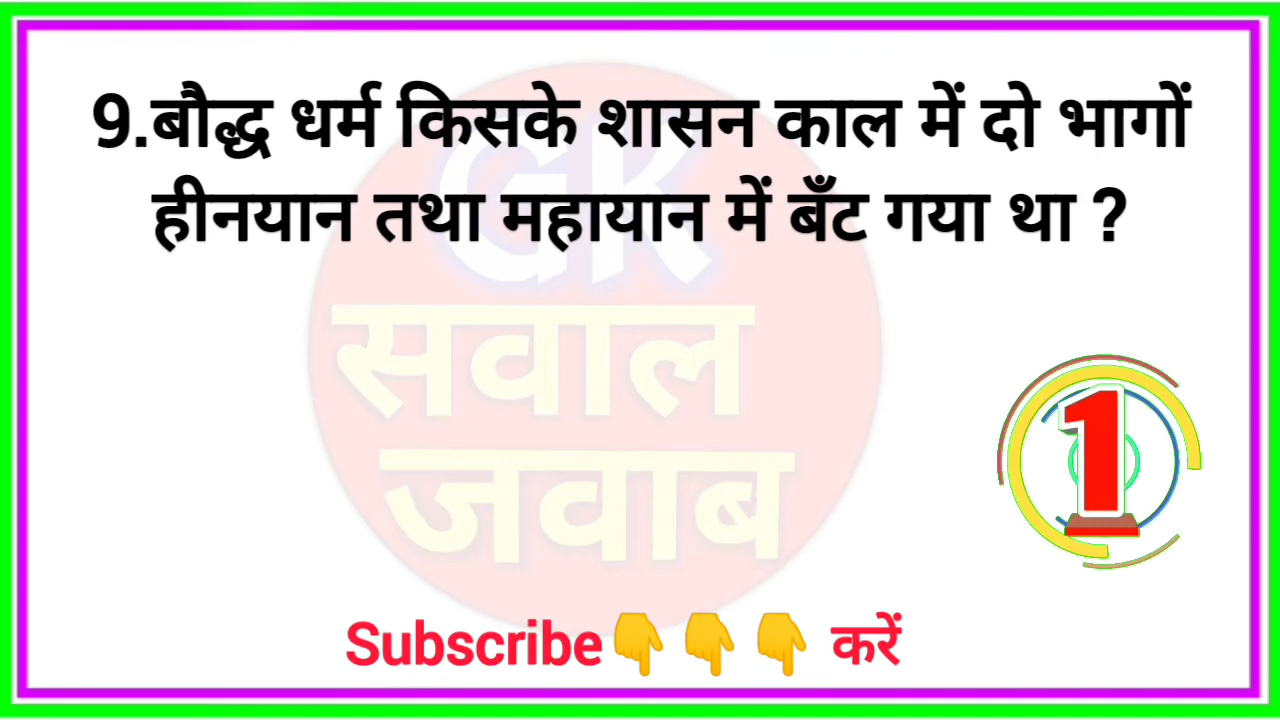 9.बौद्ध धर्म किसके शासन काल में दो भागों
हीनयान तथा महायान में बँट गया था ?
GK
सवाल
जवाब
1
Subscribe👇👇👇 करें